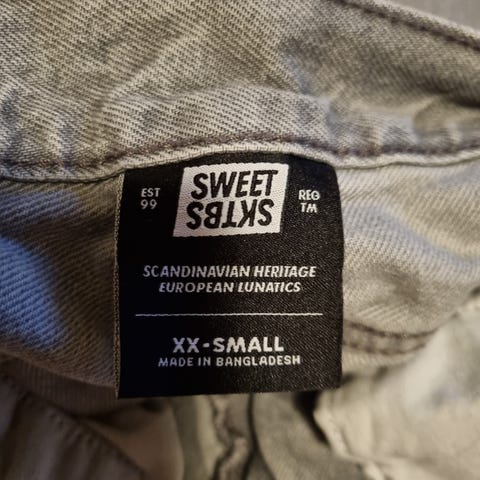 EST
99
SWEET
SKTBS
REG
TM
SCANDINAVIAN HERITAGE
EUROPEAN LUNATICS
XX-SMALL
MADE IN BANGLADESH